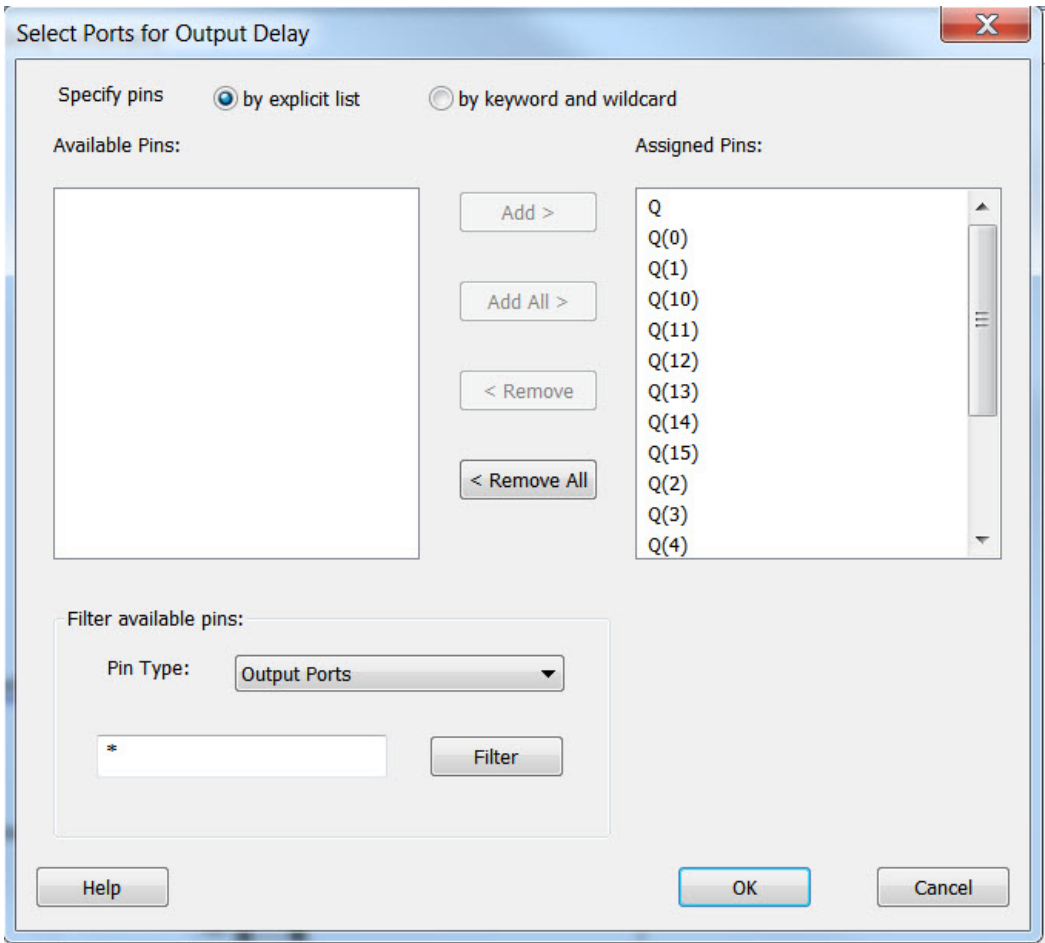 Select Ports for Output Delay
X
Specify pins by explicit list by keyword and wildcard
Available Pins: Assigned Pins:
Add >
Add All >
< Remove
< Remove All
Q
Q(0)
Q(1)
Q(10)
Q(11)
Q(12)
Q(13)
Q(14)
Q(15)
Q(2)
Q(3)
Q(4)
Filter available pins:
Pin Type: Output Ports
* Filter
Help OK Cancel